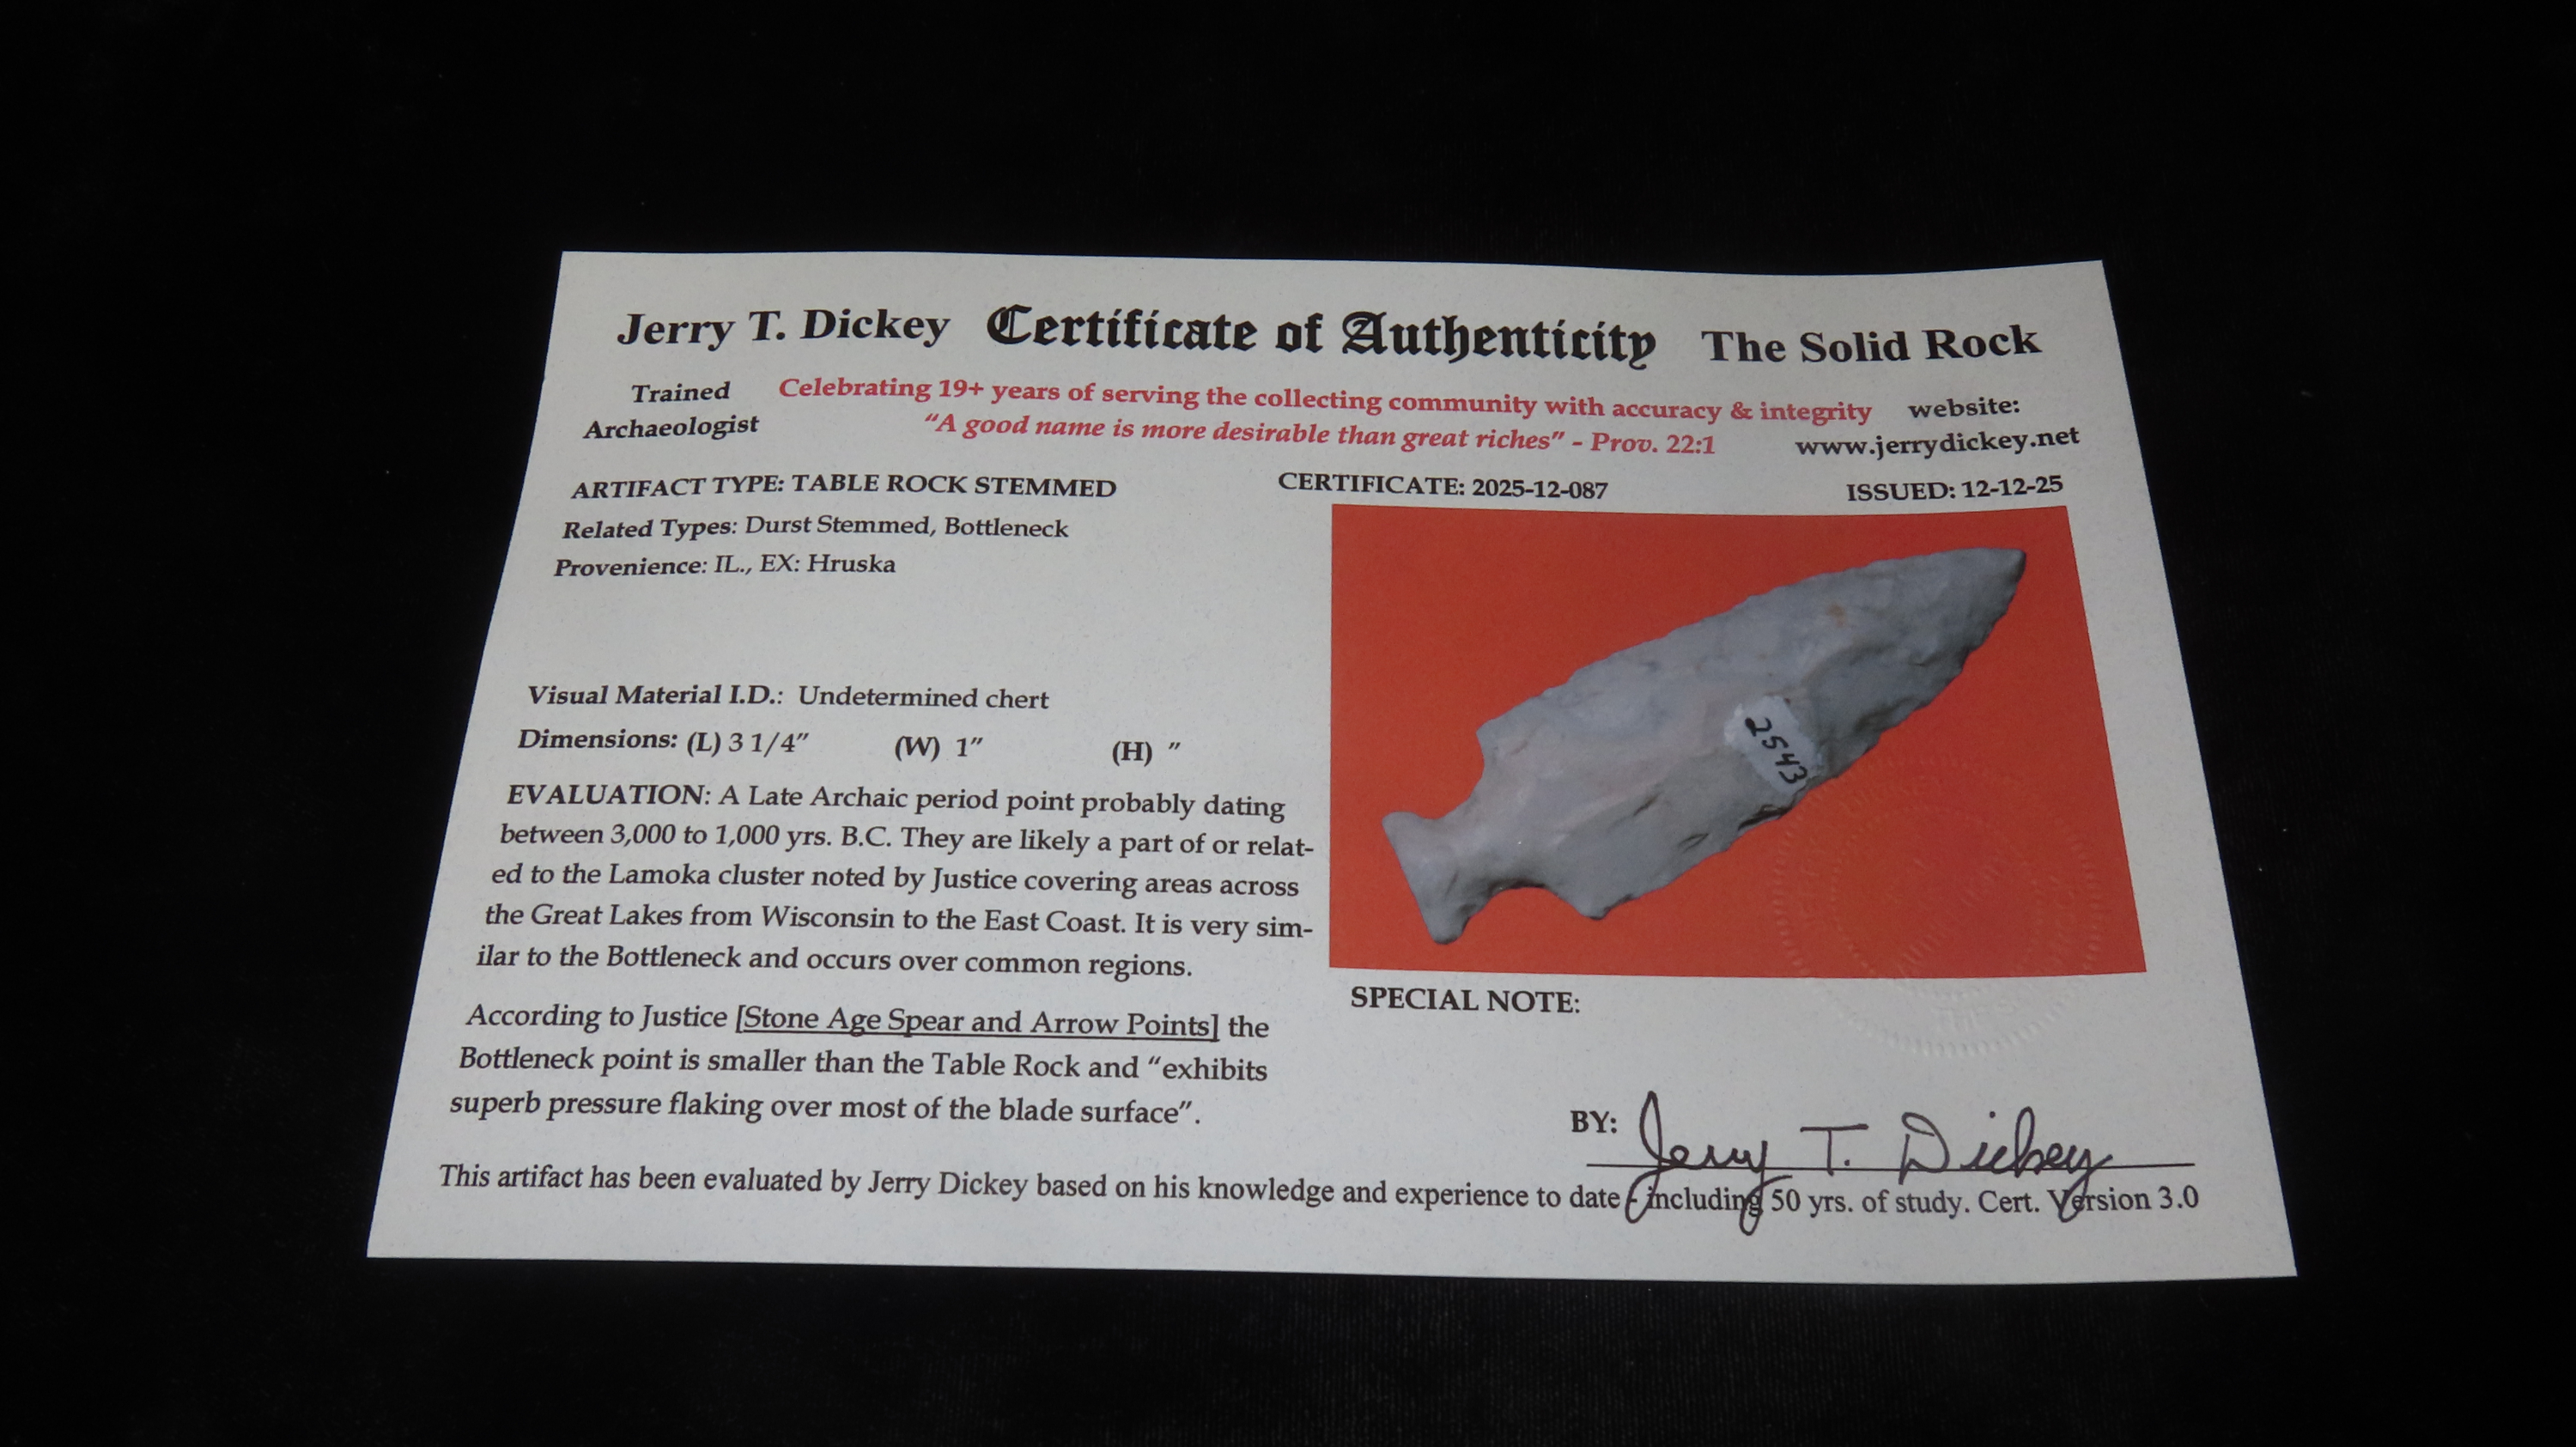 Jerry T. Dickey Certificate of Authenticity The Solid Rock
Trained Archaeologist
Celebrating 19+ years of serving the collecting community with accuracy & integrity
"A good name is more desirable than great riches" - Prov. 22:1
website:
www.jerrydickey.net
ARTIFACT TYPE: TABLE ROCK STEMMED
CERTIFICATE: 2025-12-087
ISSUED: 12-12-25
Related Types: Durst Stemmed, Bottleneck
Provenience: IL., EX: Hruska
Visual Material I.D.: Undetermined chert
Dimensions: (L) 3 1/4" (W) 1" (H) "
EVALUATION: A Late Archaic period point probably dating
between 3,000 to 1,000 yrs. B.C. They are likely a part of or relat-
ed to the Lamoka cluster noted by Justice covering areas across
the Great Lakes from Wisconsin to the East Coast. It is very sim-
ilar to the Bottleneck and occurs over common regions.
According to Justice [Stone Age Spear and Arrow Points] the
Bottleneck point is smaller than the Table Rock and "exhibits
superb pressure flaking over most of the blade surface".
2543
SPECIAL NOTE:
BY: Jerry T. Dickey
This artifact has been evaluated by Jerry Dickey based on his knowledge and experience to date - including 50 yrs. of study. Cert. Version 3.0